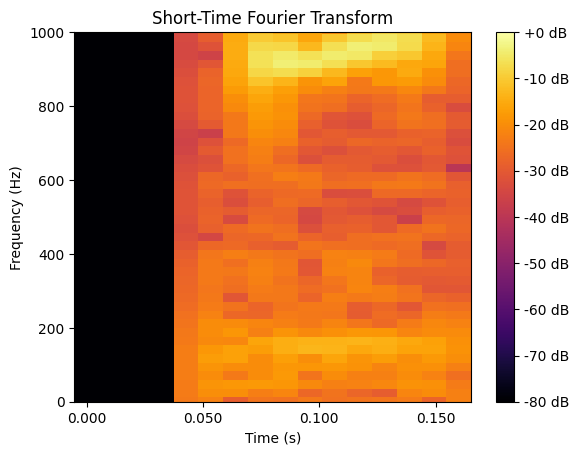 Short-Time Fourier Transform
1000
800
600
400
200
0
Frequency (Hz)
0.000
0.050
0.100
0.150
Time (s)
+0 dB
-10 dB
-20 dB
-30 dB
-40 dB
-50 dB
-60 dB
-70 dB
-80 dB